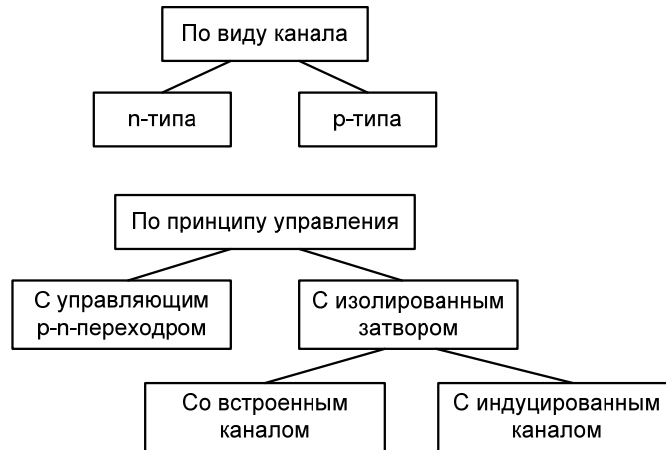 По виду канала
n-типа
p-типа
По принципу управления
С управляющим
p-n-переходром
С изолированным
затвором
Со встроенным
каналом
С индуцированным
каналом